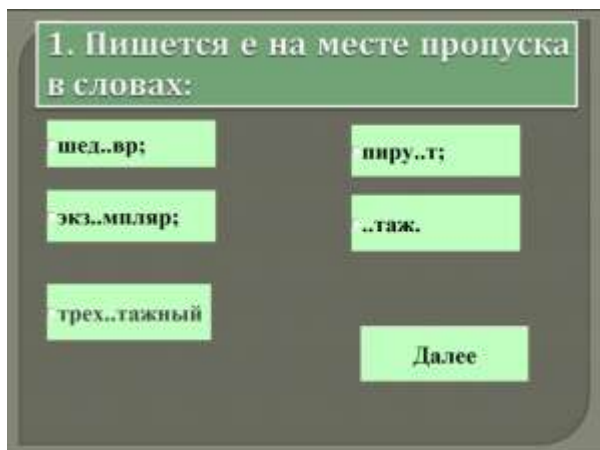 1. Пишется е на месте пропуска
в словах:
шед..вр;
пиру..т;
экз..мпляр;
..таж.
трех..тажный
Далее